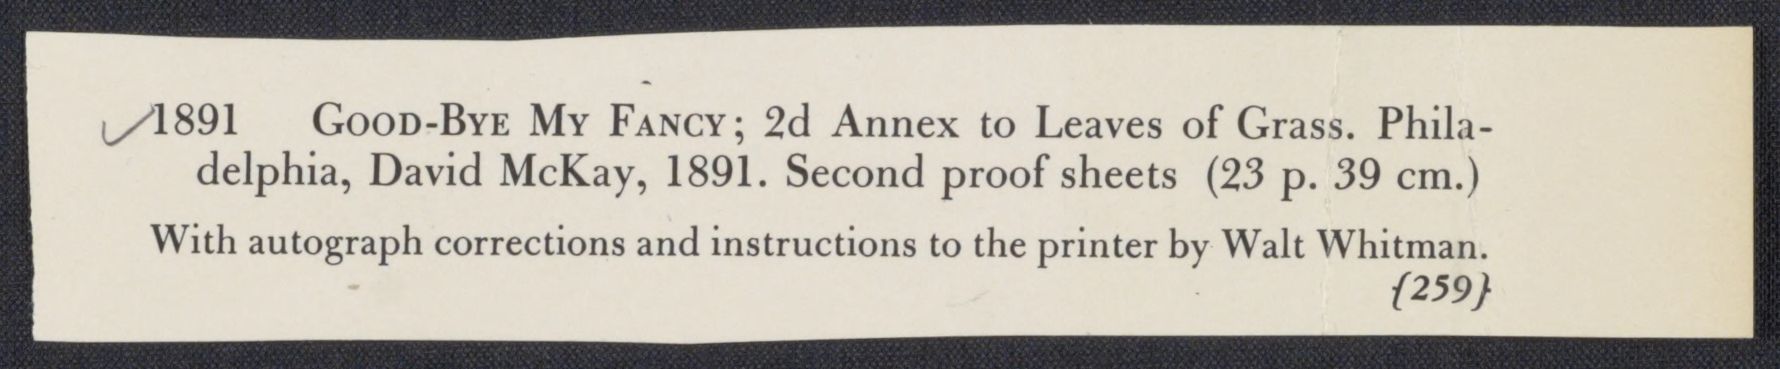 1891 Good-Bye My Fancy; 2d Annex to Leaves of Grass. Phila-
delphia, David McKay, 1891. Second proof sheets (23 p. 39 cm.)
With autograph corrections and instructions to the printer by Walt Whitman.
{259}